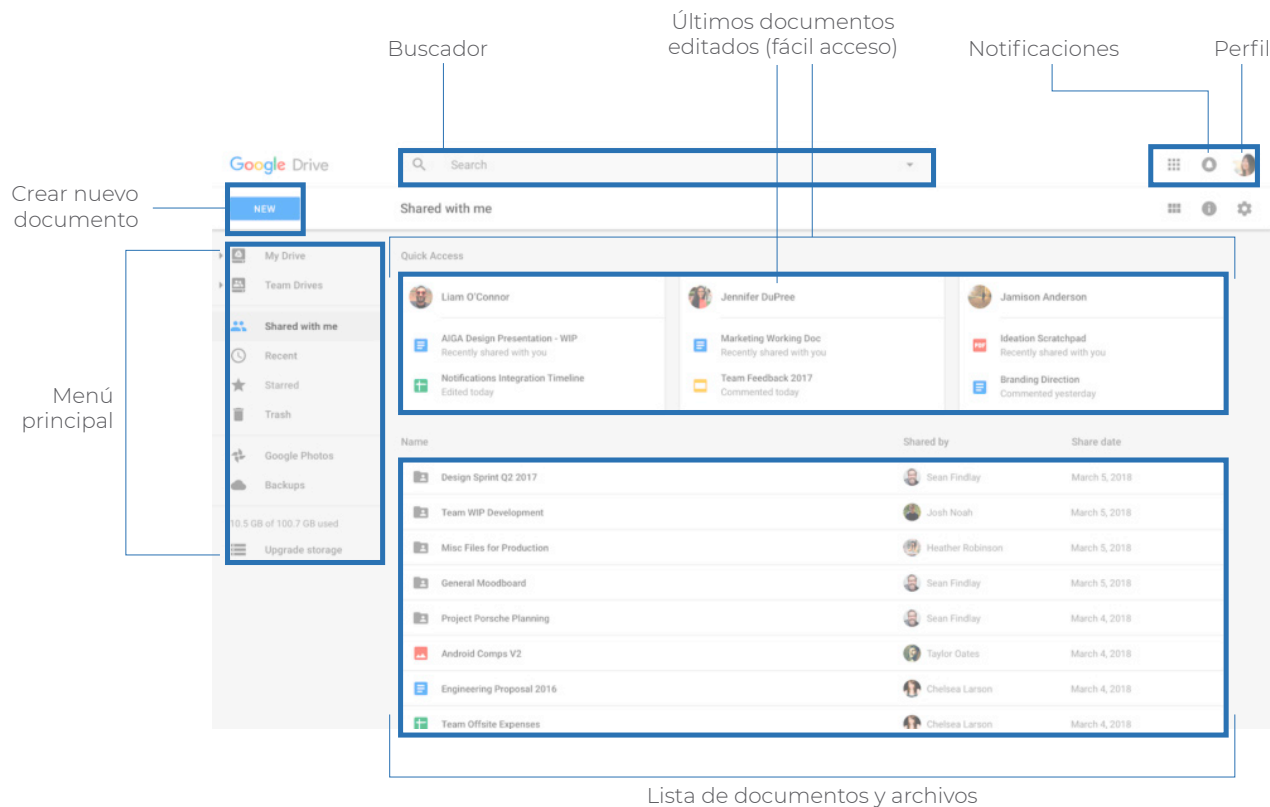 Últimos documentos
editados (fácil acceso)
Buscador
Notificaciones
Perfil
Google Drive
Search
Crear nuevo
documento
NEW
Shared with me
My Drive
Team Drives
Shared with me
Recent
Starred
Trash
Google Photos
Backups
10.5 GB of 100.7 GB used
Upgrade storage
Menú
principal
Quick Access
Liam O'Connor
AIGA Design Presentation - WIP
Recently shared with you
Notifications Integration Timeline
Edited today
Jennifer DuPree
Marketing Working Doc
Recently shared with you
Team Feedback 2017
Commented today
Jamison Anderson
PDF
Ideation Scratchpad
Recently shared with you
Branding Direction
Commented yesterday
Name Shared by Share date
Design Sprint Q2 2017 Sean Findlay March 5, 2018
Team WIP Development Josh Noah March 5, 2018
Misc Files for Production Heather Robinson March 5, 2018
General Moodboard Sean Findlay March 5, 2018
Project Porsche Planning Sean Findlay March 4, 2018
Android Comps V2 Taylor Oates March 4, 2018
Engineering Proposal 2016 Chelsea Larson March 4, 2018
Team Offsite Expenses Chelsea Larson March 4, 2018
Lista de documentos y archivos